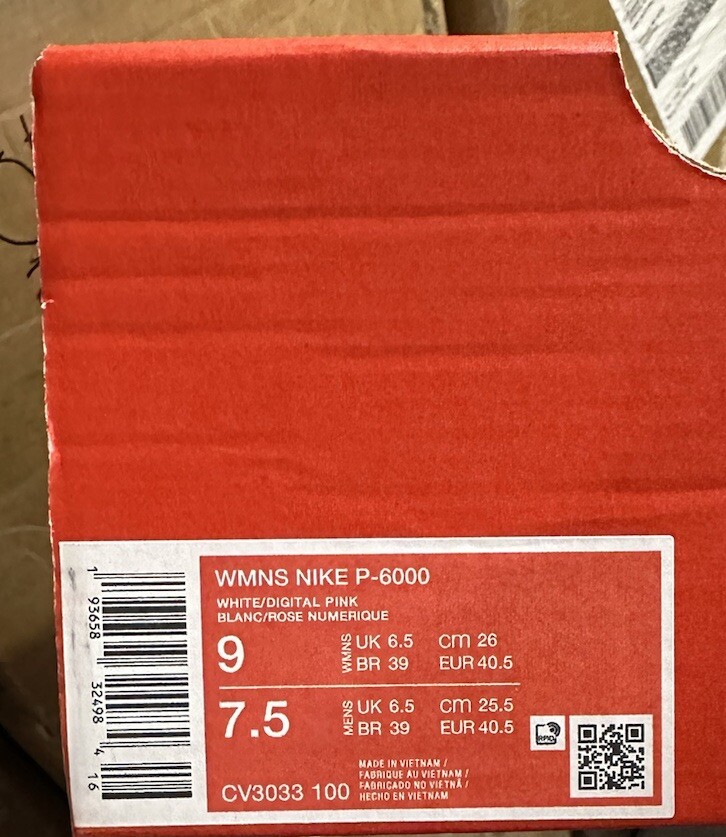 WMNS NIKE P-6000
WHITE/DIGITAL PINK
BLANC/ROSE NUMERIQUE
9 WMNS UK 6.5 cm 26
BR 39 EUR 40.5
7.5 MENS UK 6.5 cm 25.5
BR 39 EUR 40.5
RFID
CV3033 100
MADE IN VIETNAM /
FABRIQUE AU VIETNAM /
FABRICADO NO VIETNÃ /
HECHO EN VIETNAM
1 93658 32498 4 16